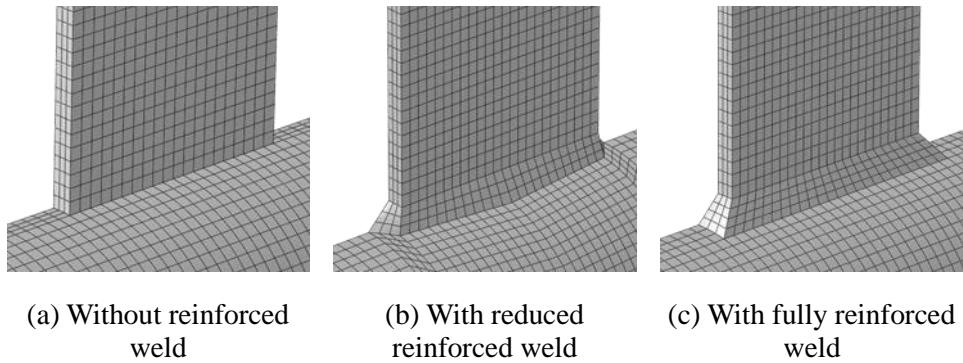 (a) Without reinforced
weld
(b) With reduced
reinforced weld
(c) With fully reinforced
weld